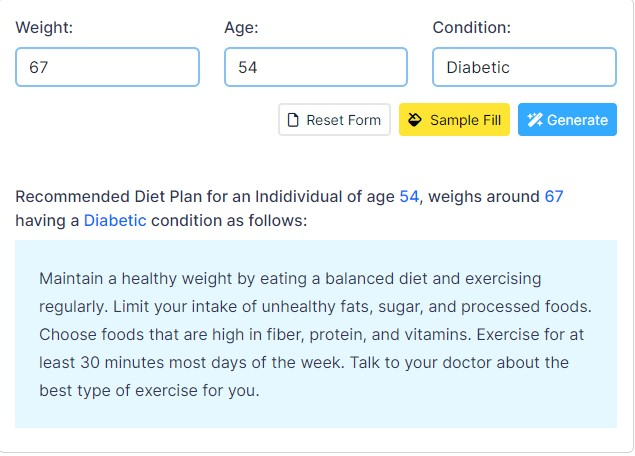 Weight: Age: Condition:
67 54 Diabetic
Reset Form Sample Fill Generate
Recommended Diet Plan for an Indidividual of age 54, weighs around 67
having a Diabetic condition as follows:
Maintain a healthy weight by eating a balanced diet and exercising
regularly. Limit your intake of unhealthy fats, sugar, and processed foods.
Choose foods that are high in fiber, protein, and vitamins. Exercise for at
least 30 minutes most days of the week. Talk to your doctor about the
best type of exercise for you.